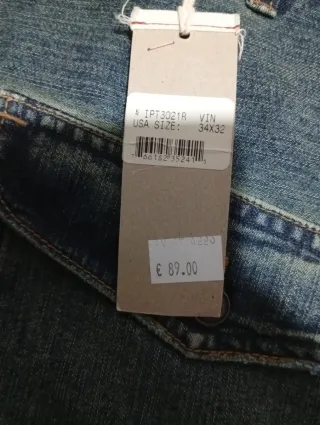 IPT3021R VIN
USA SIZE: 34X32
€ 89.00